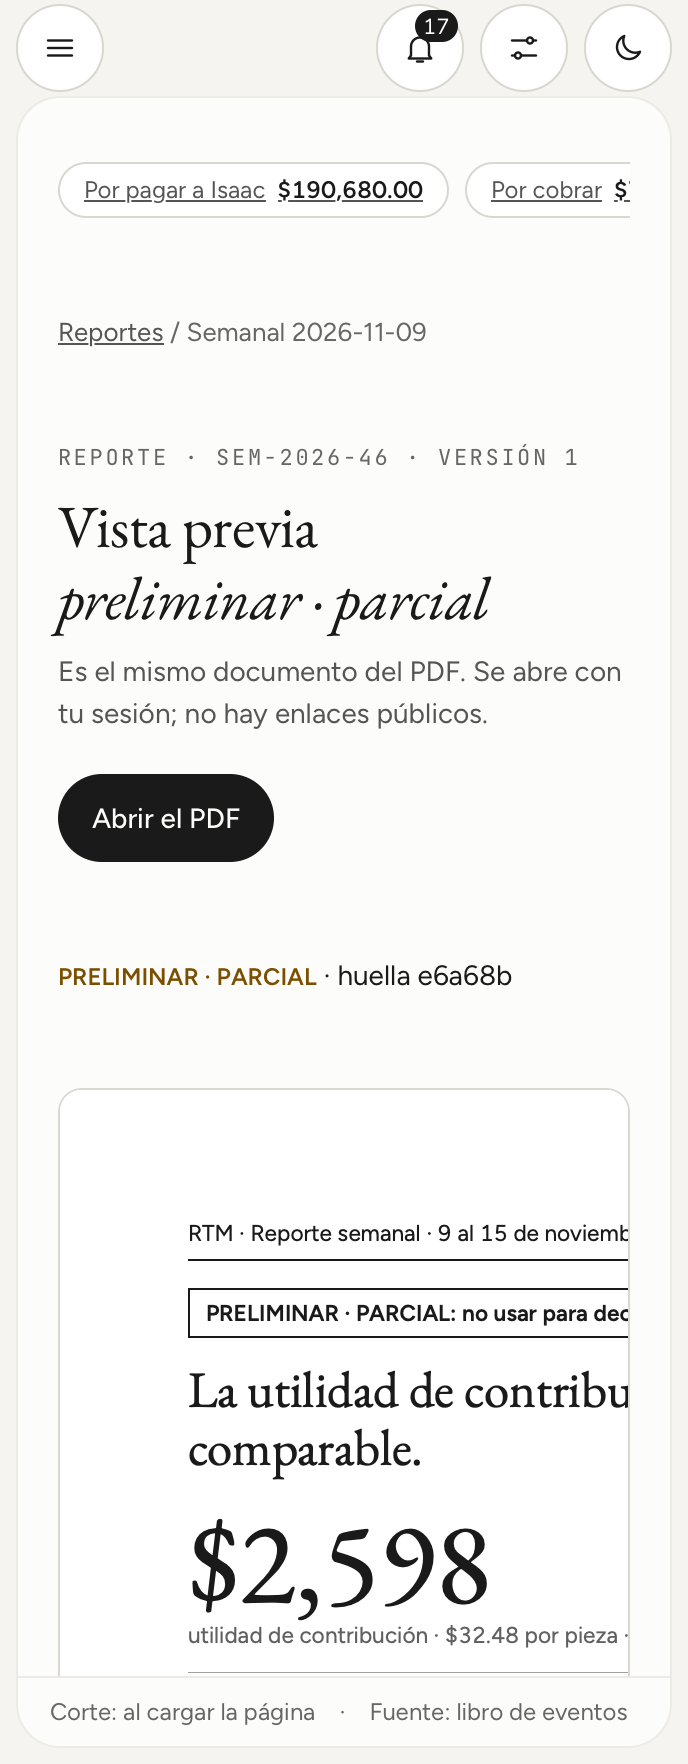 17
Por pagar a Isaac $190,680.00 Por cobrar $
Reportes / Semanal 2026-11-09
REPORTE · SEM-2026-46 · VERSIÓN 1
Vista previa
preliminar · parcial
Es el mismo documento del PDF. Se abre con
tu sesión; no hay enlaces públicos.
Abrir el PDF
PRELIMINAR · PARCIAL · huella e6a68b
RTM · Reporte semanal · 9 al 15 de noviemb
PRELIMINAR · PARCIAL: no usar para dec
La utilidad de contribu
comparable.
$2,598
utilidad de contribución · $32.48 por pieza ·
Corte: al cargar la página · Fuente: libro de eventos